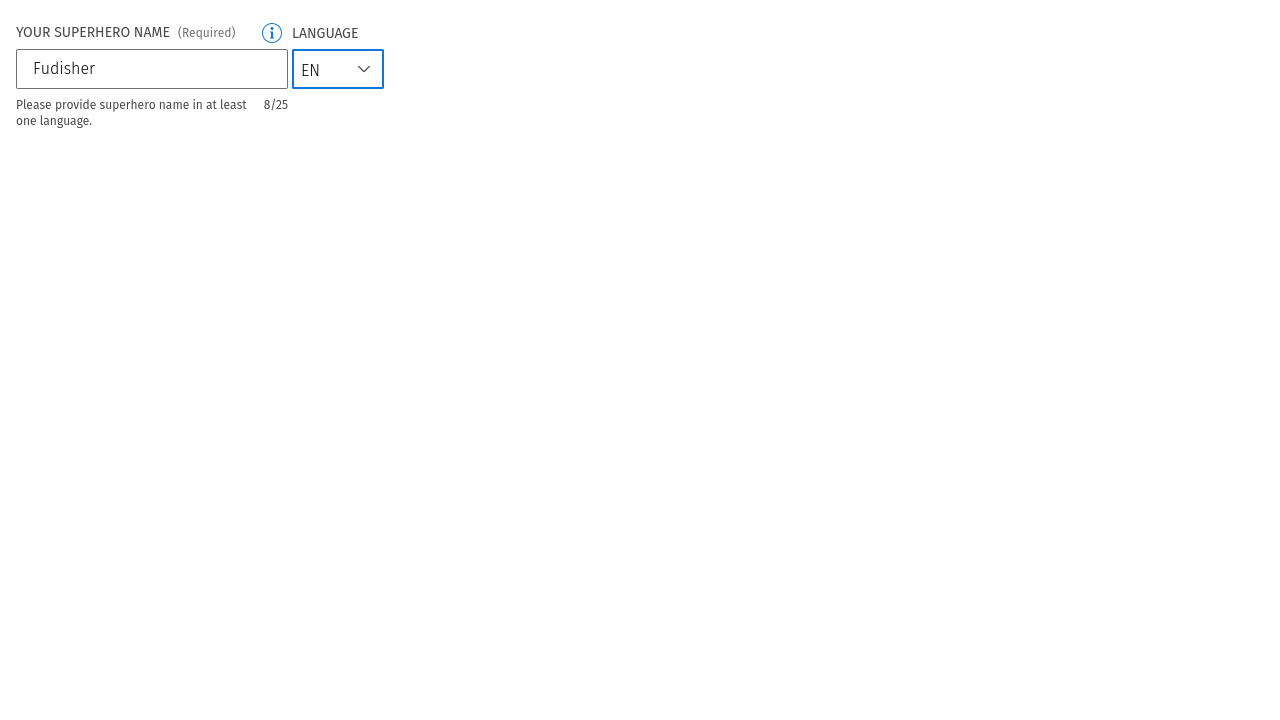 YOUR SUPERHERO NAME (Required) LANGUAGE
Fudisher EN
Please provide superhero name in at least 8/25
one language.